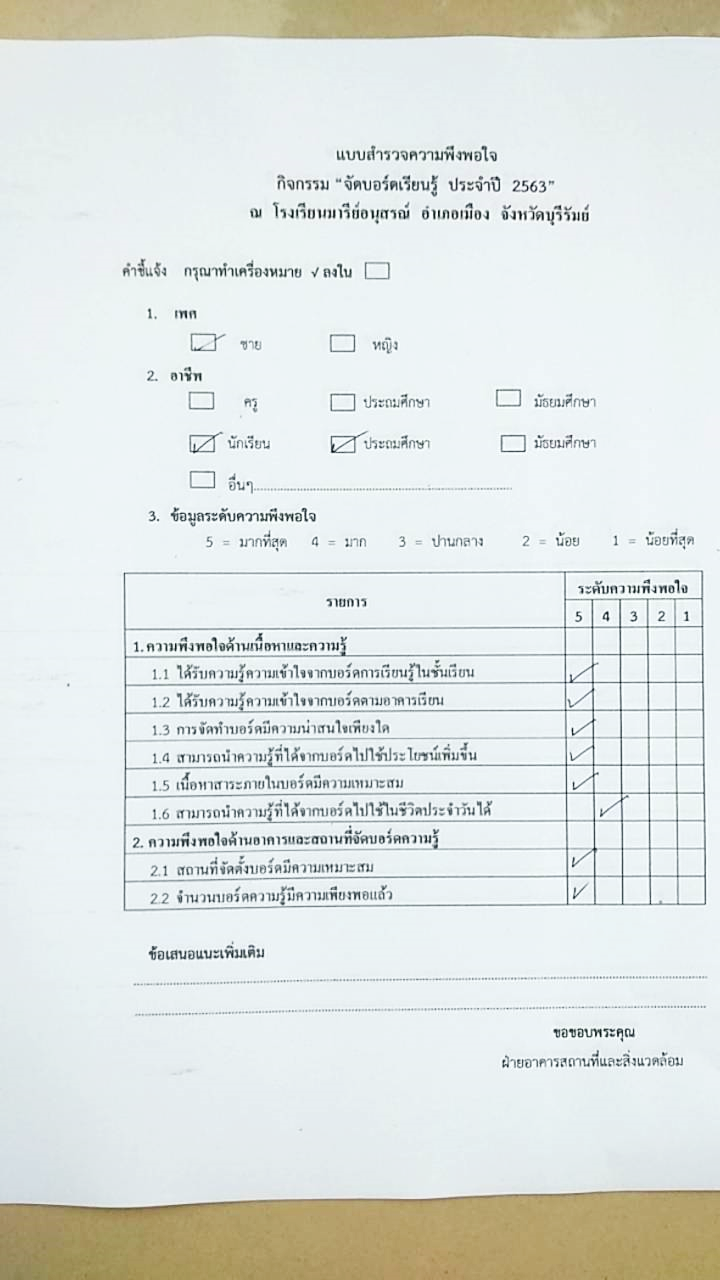 แบบสำรวจความพึงพอใจ
กิจกรรม “จัดบอร์ดเรียนรู้ ประจำปี 2563”
ณ โรงเรียนมารีย์อนุสรณ์ อำเภอเมือง จังหวัดบุรีรัมย์
คำชี้แจ้ง กรุณาทำเครื่องหมาย √ ลงใน ☐
1. เพศ
☑ ชาย ☐ หญิง
2. อาชีพ
☐ ครู ☐ ประถมศึกษา ☐ มัธยมศึกษา
☑ นักเรียน ☑ ประถมศึกษา ☐ มัธยมศึกษา
☐ อื่นๆ
3. ข้อมูลระดับความพึงพอใจ
5 = มากที่สุด 4 = มาก 3 = ปานกลาง 2 = น้อย 1 = น้อยที่สุด
รายการ ระดับความพึงพอใจ
5 4 3 2 1
1. ความพึงพอใจด้านเนื้อหาและความรู้
1.1 ได้รับความรู้ความเข้าใจจากบอร์ดการเรียนรู้ในชั้นเรียน ✓
1.2 ได้รับความรู้ความเข้าใจจากบอร์ดตามอาคารเรียน ✓
1.3 การจัดทำบอร์ดมีความน่าสนใจเพียงใด ✓
1.4 สามารถนำความรู้ที่ได้จากบอร์ดไปใช้ประโยชน์เพิ่มขึ้น ✓
1.5 เนื้อหาสาระภายในบอร์ดมีความเหมาะสม ✓
1.6 สามารถนำความรู้ที่ได้จากบอร์ดไปใช้ในชีวิตประจำวันได้ ✓
2. ความพึงพอใจด้านอาคารและสถานที่จัดบอร์ดความรู้
2.1 สถานที่จัดตั้งบอร์ดมีความเหมาะสม ✓
2.2 จำนวนบอร์ดความรู้มีความเพียงพอแล้ว ✓
ข้อเสนอแนะเพิ่มเติม
ขอขอบพระคุณ
ฝ่ายอาคารสถานที่และสิ่งแวดล้อม